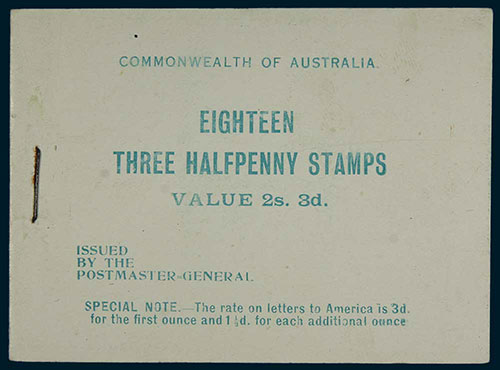 COMMONWEALTH OF AUSTRALIA.
EIGHTEEN
THREE HALFPENNY STAMPS
VALUE 2s. 3d.
ISSUED
BY THE
POSTMASTER-GENERAL
SPECIAL NOTE.—The rate on letters to America is 3d.
for the first ounce and 1½d. for each additional ounce